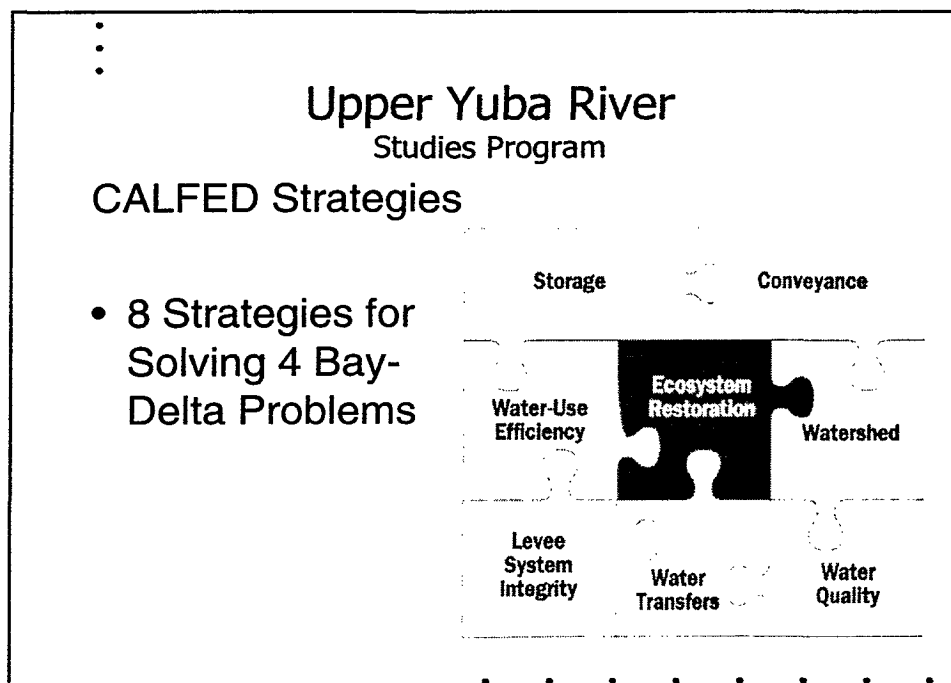 Upper Yuba River
Studies Program
CALFED Strategies
• 8 Strategies for
Solving 4 Bay-
Delta Problems
Storage
Conveyance
Water-Use
Efficiency
Ecosystem
Restoration
Watershed
Levee
System
Integrity
Water
Transfers
Water
Quality